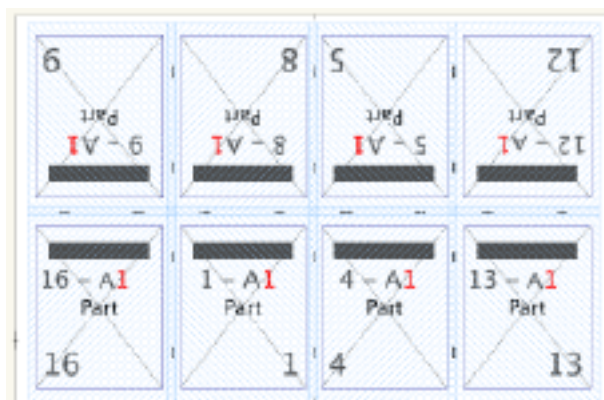 9 8 5 12
Part Part Part Part
9 - A1 8 - A1 5 - A1 12 - A1
16 - A1 1 - A1 4 - A1 13 - A1
Part Part Part Part
16 1 4 13